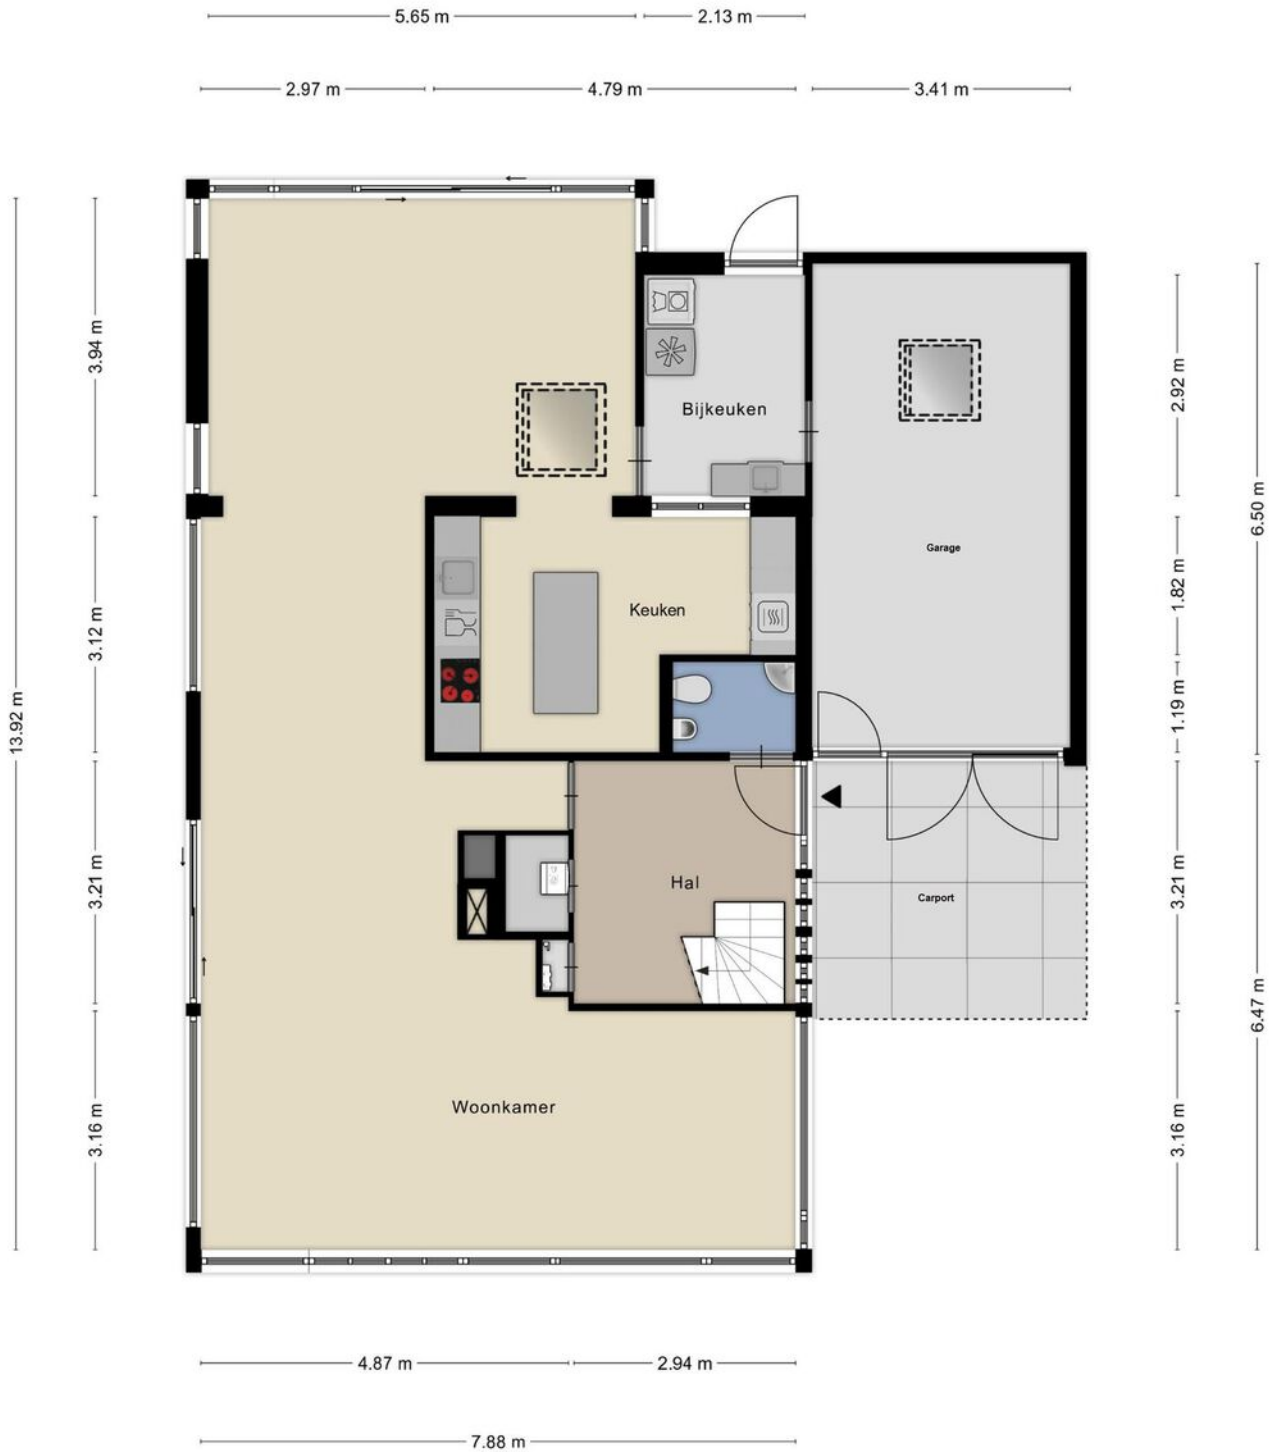 5.65 m
2.13 m
2.97 m
4.79 m
3.41 m
3.94 m
2.92 m
Bijkeuken
6.50 m
Garage
1.82 m
Keuken
3.12 m
13.92 m
1.19 m
3.21 m
Hal
Carport
3.21 m
6.47 m
3.16 m
Woonkamer
3.16 m
4.87 m
2.94 m
7.88 m